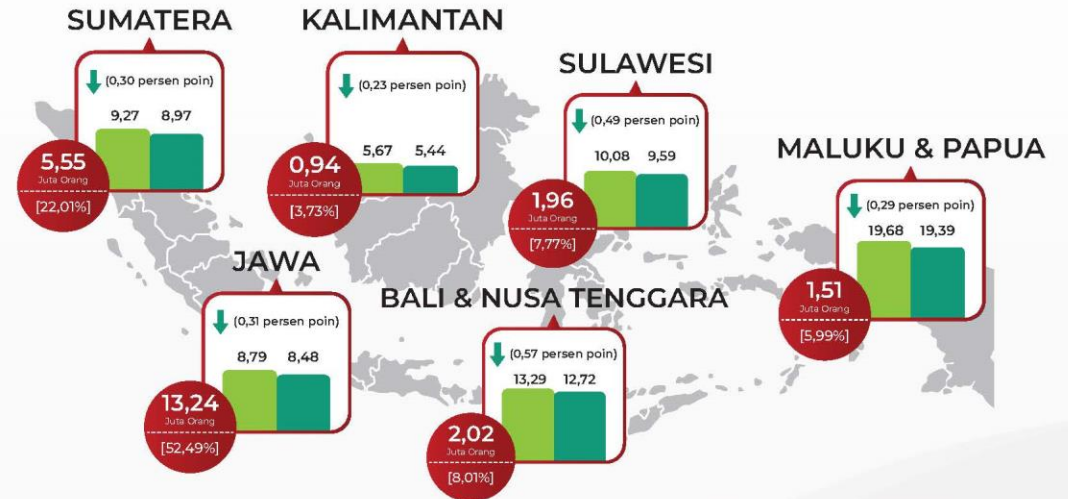 SUMATERA
(0,30 persen poin)
9,27 8,97
5,55
Juta Orang
[22,01%]
KALIMANTAN
(0,23 persen poin)
5,67 5,44
0,94
Juta Orang
[3,73%]
SULAWESI
(0,49 persen poin)
10,08 9,59
1,96
Juta Orang
[7,77%]
MALUKU & PAPUA
(0,29 persen poin)
19,68 19,39
1,51
Juta Orang
[5,99%]
JAWA
(0,31 persen poin)
8,79 8,48
13,24
Juta Orang
[52,49%]
BALI & NUSA TENGGARA
(0,57 persen poin)
13,29 12,72
2,02
Juta Orang
[8,01%]